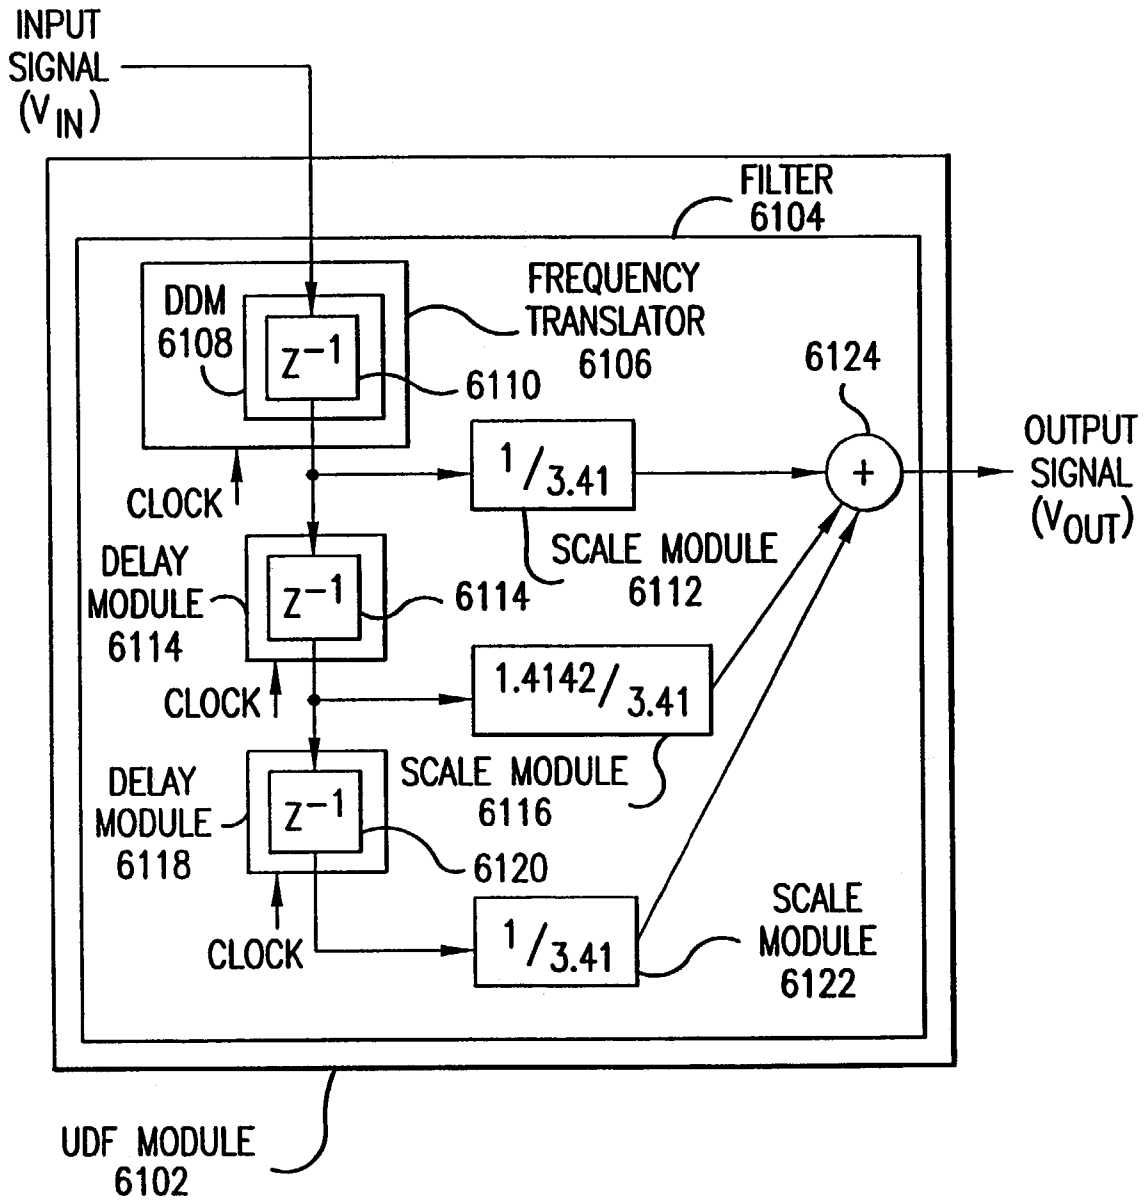 INPUT
SIGNAL
(V_IN)
FILTER
6104
DDM
6108
Z⁻¹
6110
FREQUENCY
TRANSLATOR
6106
6124
CLOCK
1/3.41
+
OUTPUT
SIGNAL
(V_OUT)
SCALE MODULE
6112
DELAY
MODULE
6114
Z⁻¹
6114
CLOCK
1.4142/3.41
SCALE MODULE
6116
DELAY
MODULE
6118
Z⁻¹
6120
CLOCK
1/3.41
SCALE
MODULE
6122
UDF MODULE
6102